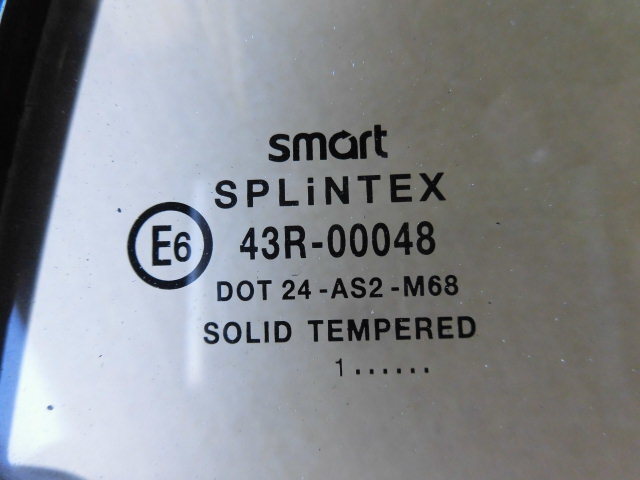 smart
SPLiNTEX
E6 43R-00048
DOT 24-AS2-M68
SOLID TEMPERED
1......